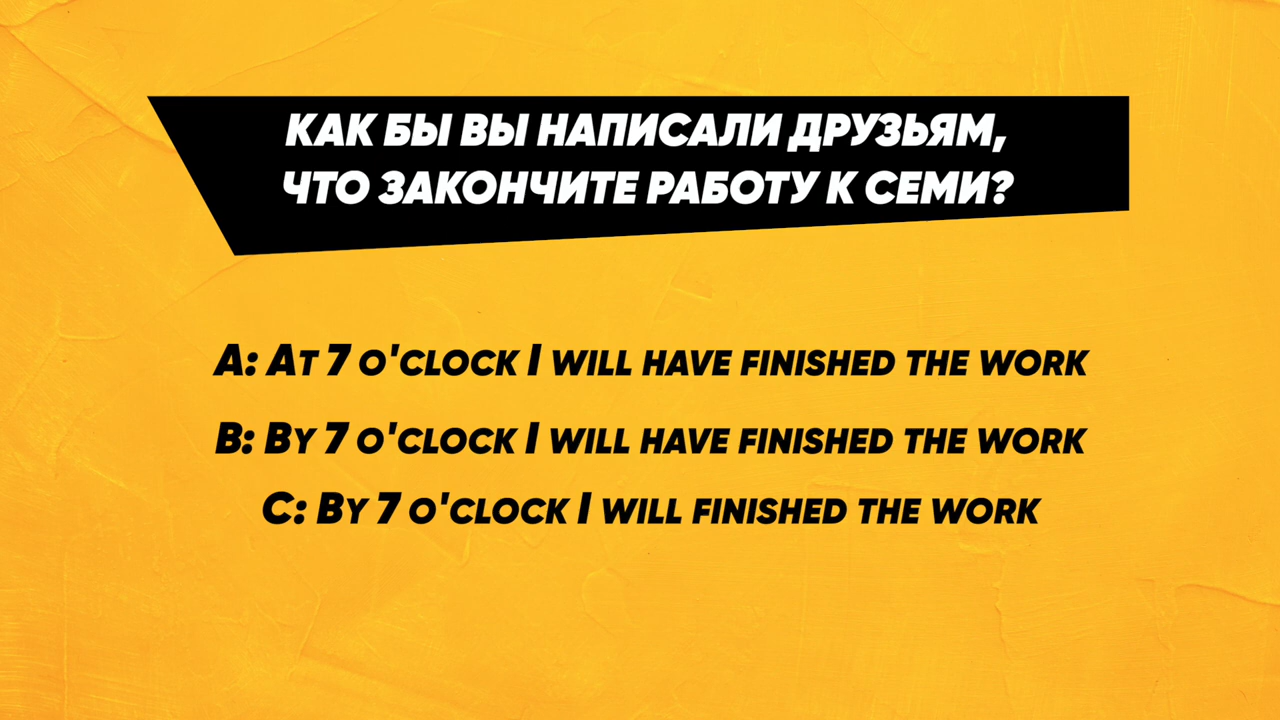 КАК БЫ ВЫ НАПИСАЛИ ДРУЗЬЯМ,
ЧТО ЗАКОНЧИТЕ РАБОТУ К СЕМИ?
A: At 7 o'clock I will have finished the work
B: By 7 o'clock I will have finished the work
C: By 7 o'clock I will finished the work